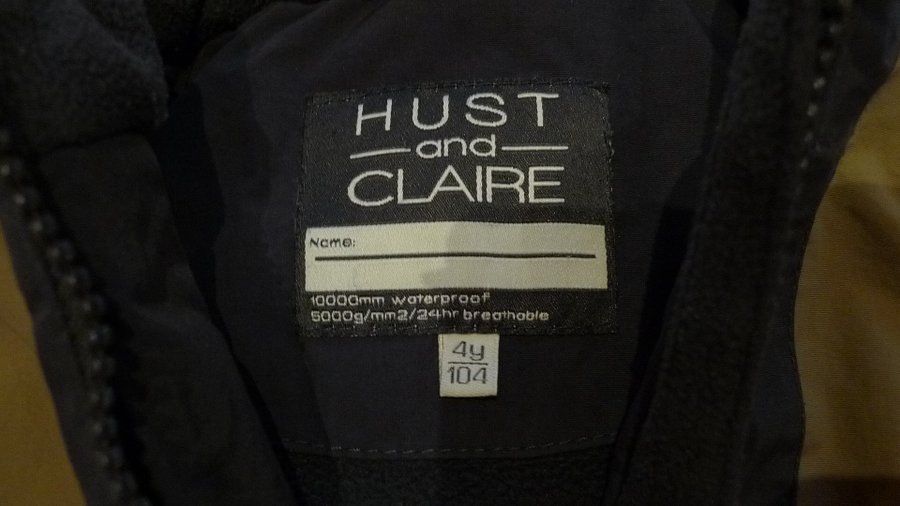 HUST
and
CLAIRE
Name:
10000mm waterproof
5000g/mm2/24hr breathable
4y
104